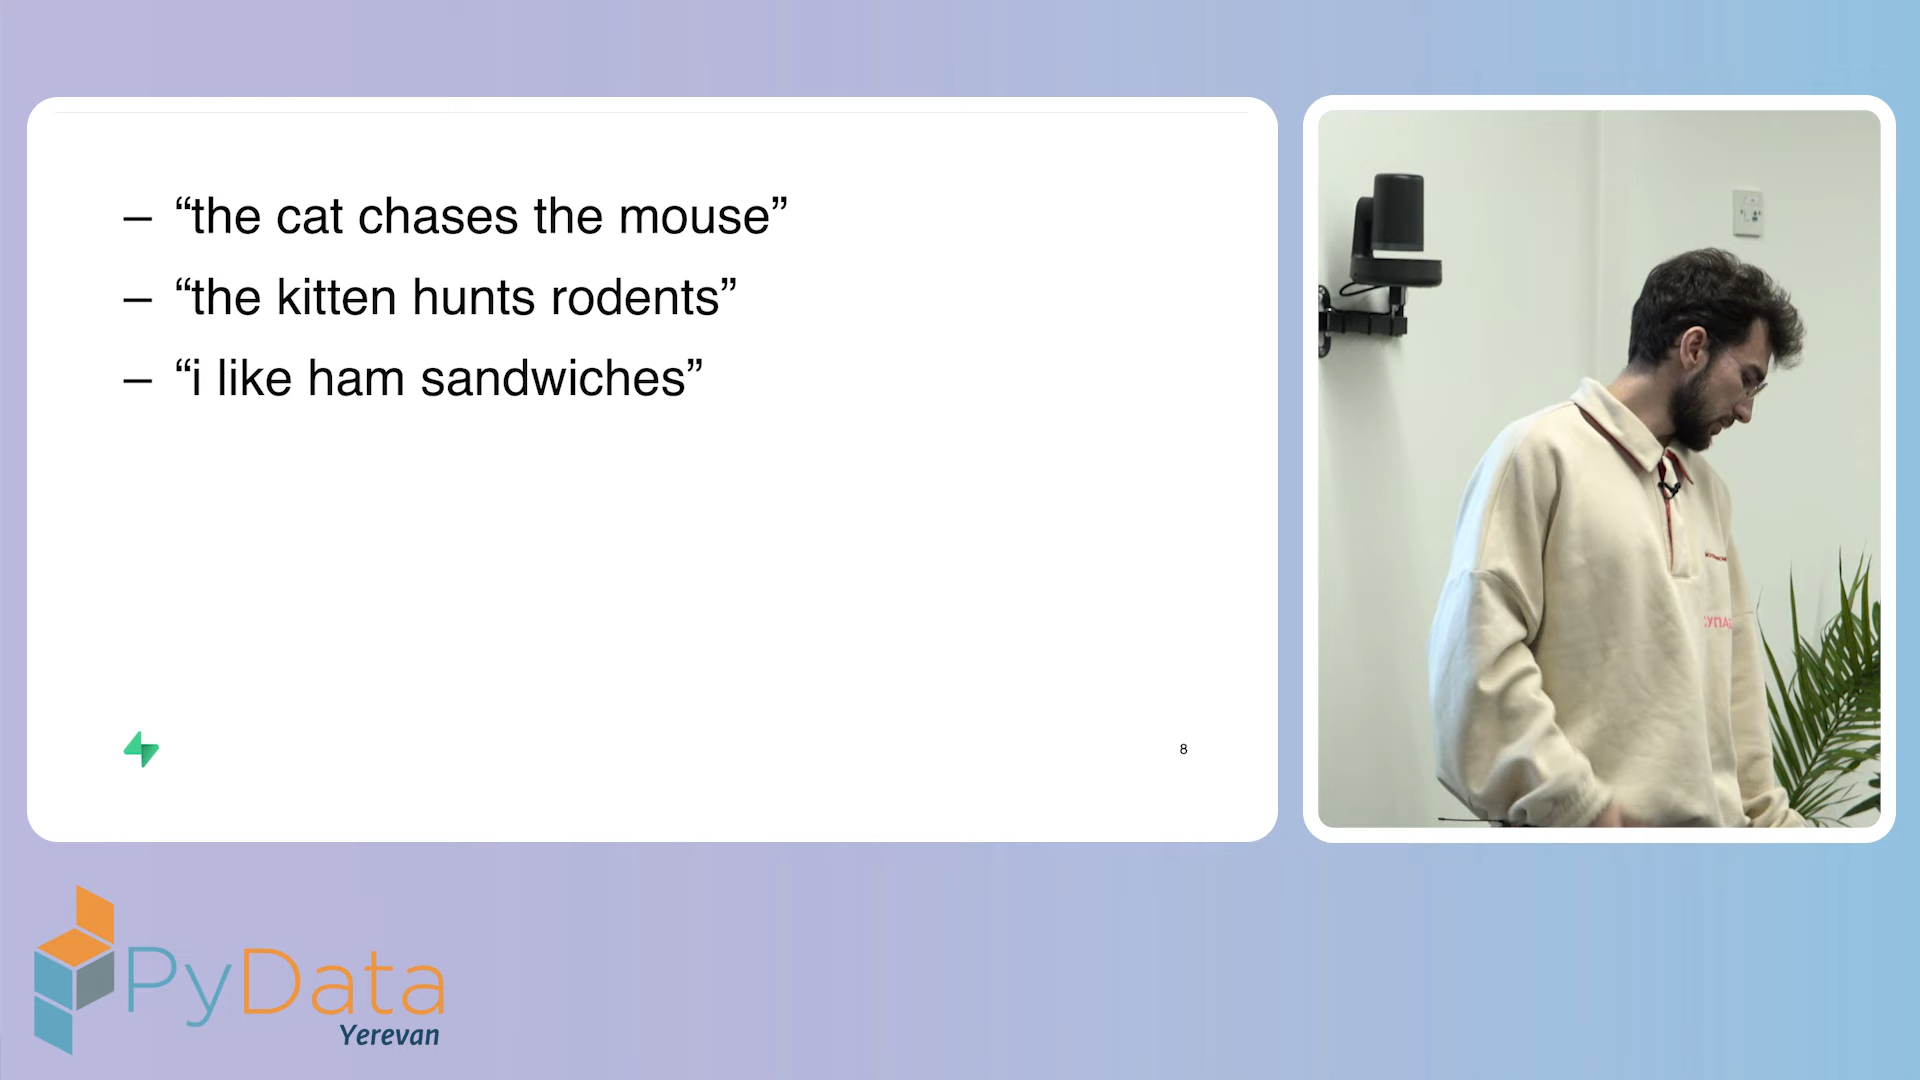 – “the cat chases the mouse”
– “the kitten hunts rodents”
– “i like ham sandwiches”
8
PyData
Yerevan